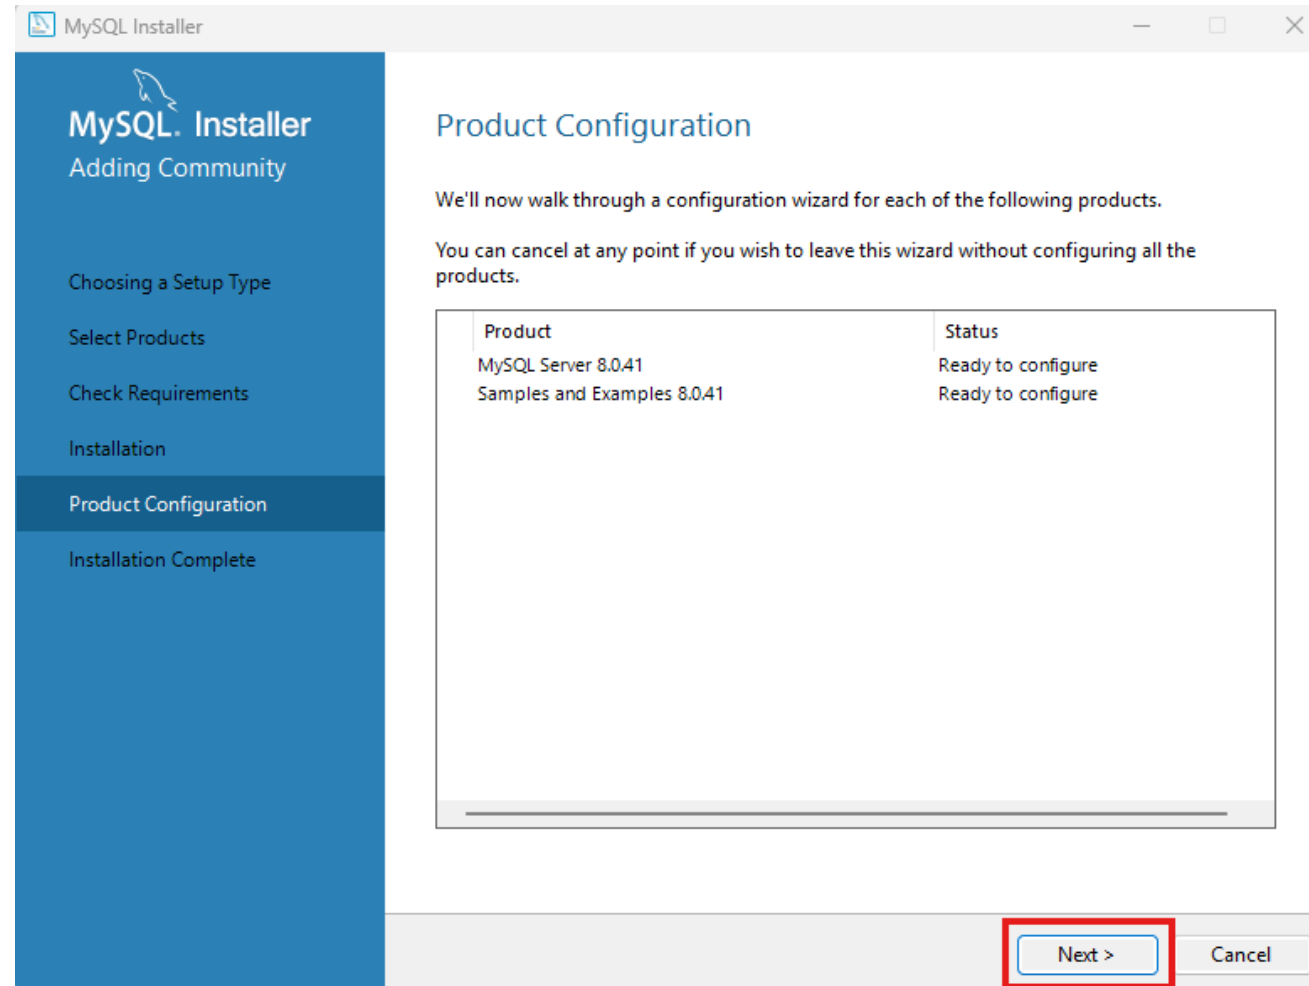 MySQL Installer
MySQL. Installer
Adding Community
Choosing a Setup Type
Select Products
Check Requirements
Installation
Product Configuration
Installation Complete
Product Configuration
We'll now walk through a configuration wizard for each of the following products.
You can cancel at any point if you wish to leave this wizard without configuring all the
products.
Product Status
MySQL Server 8.0.41 Ready to configure
Samples and Examples 8.0.41 Ready to configure
Next > Cancel